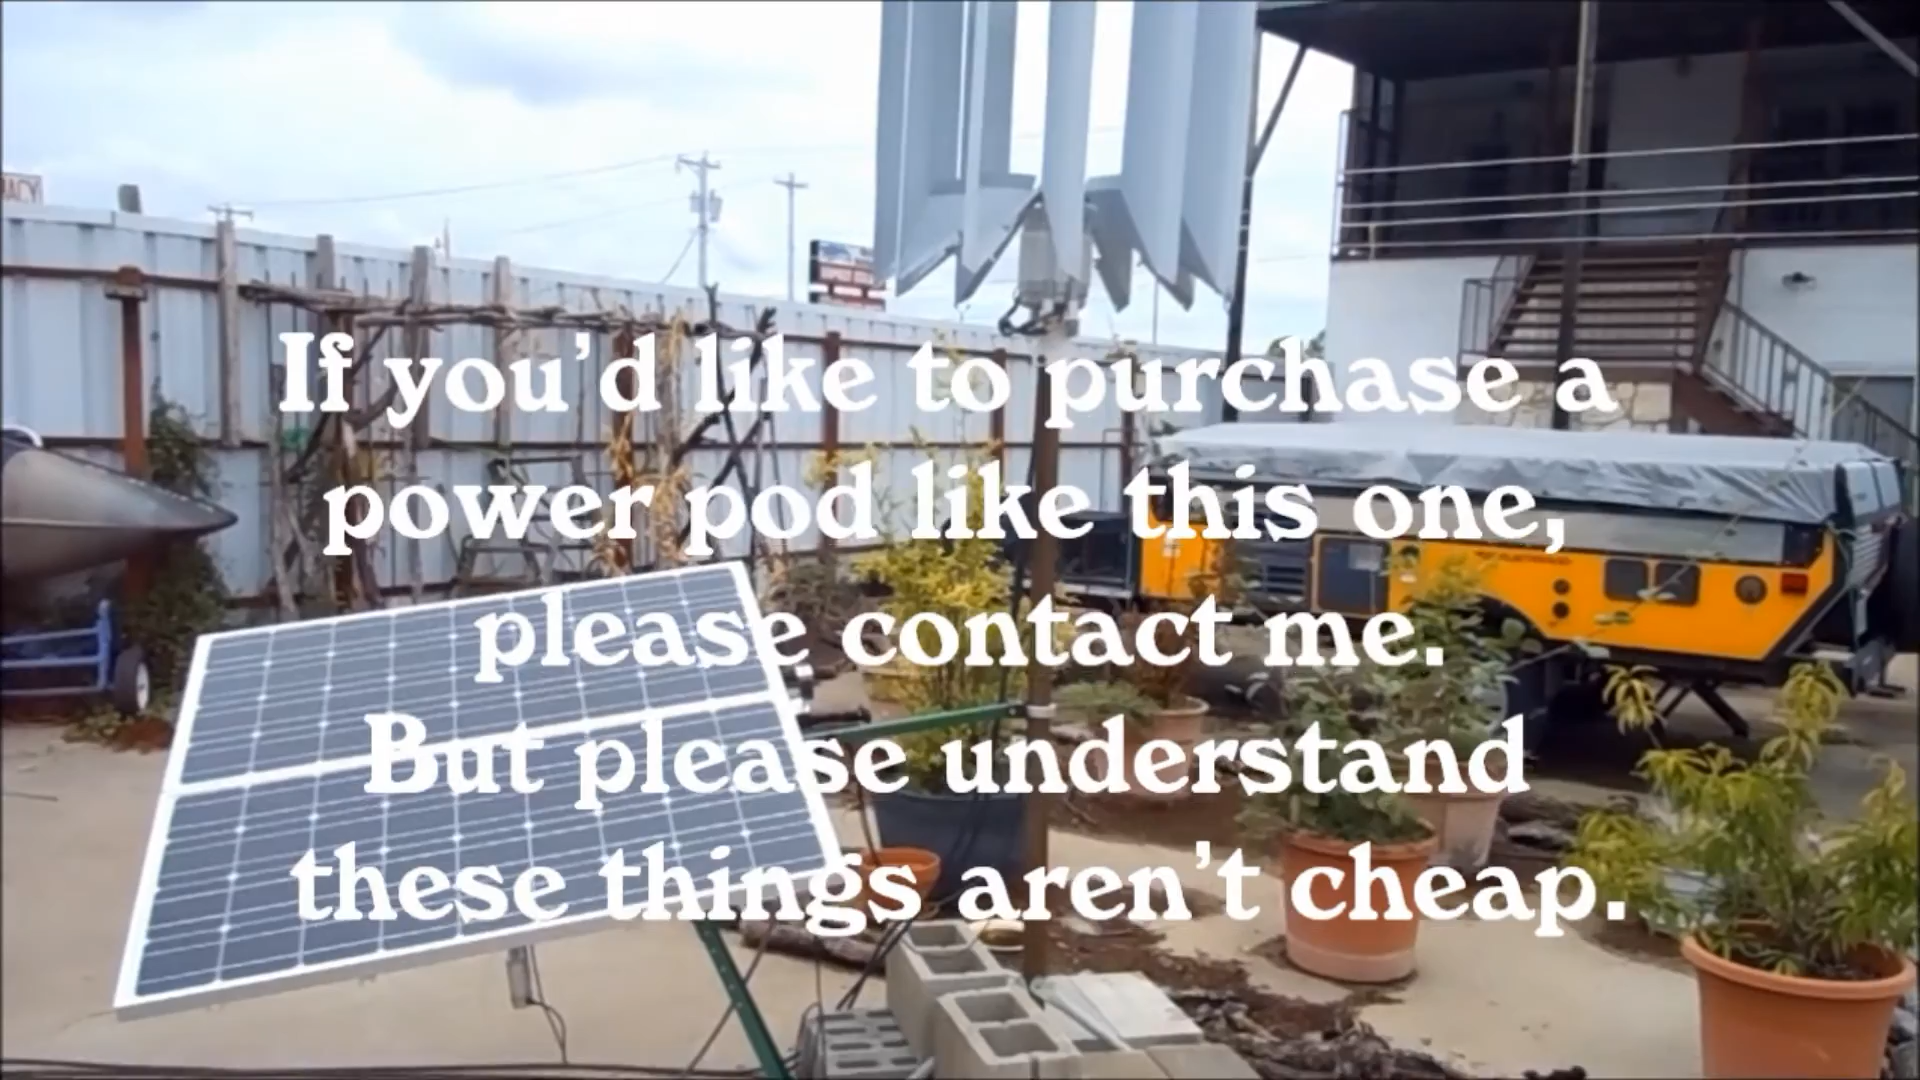 If you'd like to purchase a
power pod like this one,
please contact me.
But please understand
these things aren't cheap.